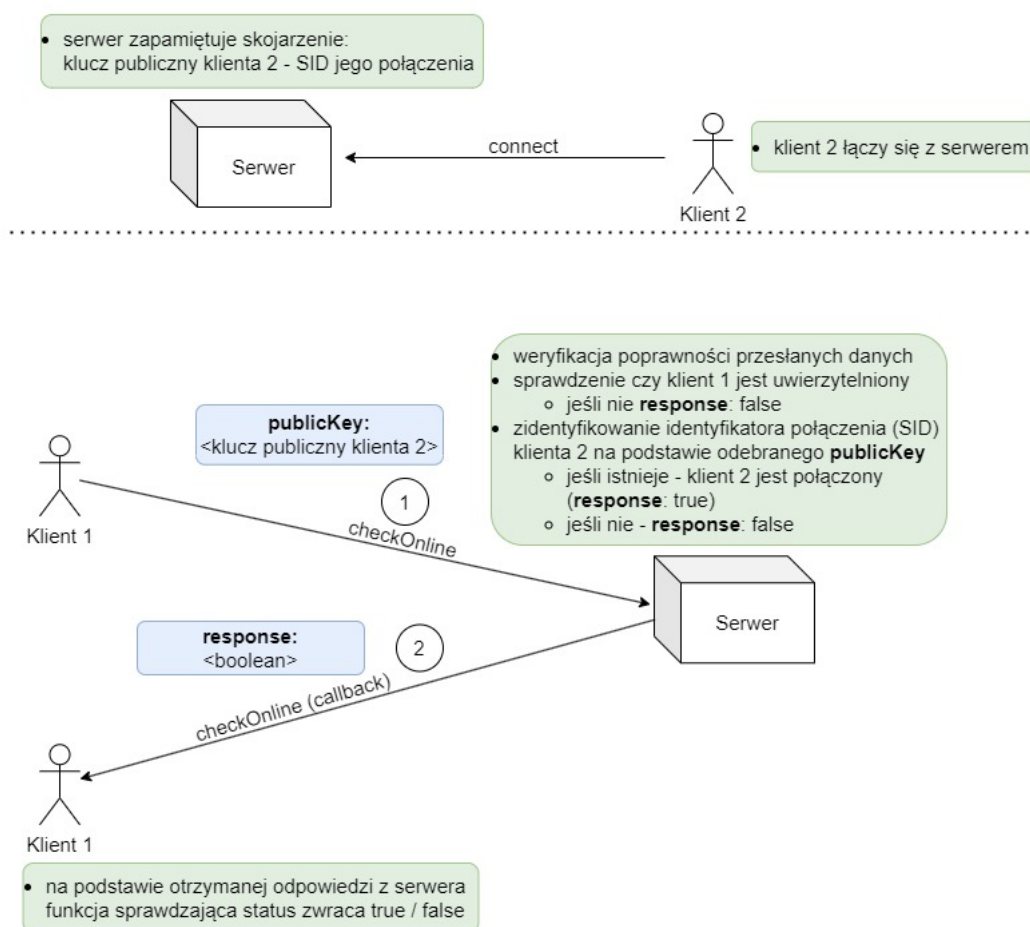 serwer zapamiętuje skojarzenie:
klucz publiczny klienta 2 - SID jego połączenia
Serwer
connect
klient 2 łączy się z serwerem
Klient 2
weryfikacja poprawności przesłanych danych
sprawdzenie czy klient 1 jest uwierzytelniony
jeśli nie response: false
zidentyfikowanie identyfikatora połączenia (SID)
klienta 2 na podstawie odebranego publicKey
jeśli istnieje - klient 2 jest połączony
(response: true)
jeśli nie - response: false
publicKey:
<klucz publiczny klienta 2>
Klient 1
1
checkOnline
Serwer
response:
<boolean>
2
checkOnline (callback)
Klient 1
na podstawie otrzymanej odpowiedzi z serwera
funkcja sprawdzająca status zwraca true / false